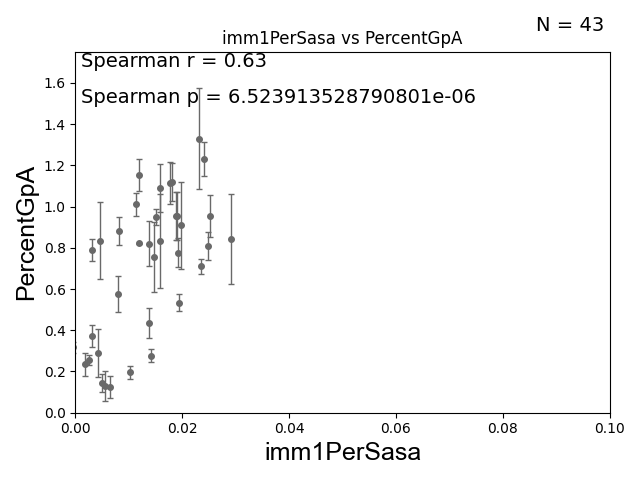 N = 43
imm1PerSasa vs PercentGpA
Spearman r = 0.63
Spearman p = 6.523913528790801e-06
PercentGpA
1.6
1.4
1.2
1.0
0.8
0.6
0.4
0.2
0.0
0.00 0.02 0.04 0.06 0.08 0.10
imm1PerSasa